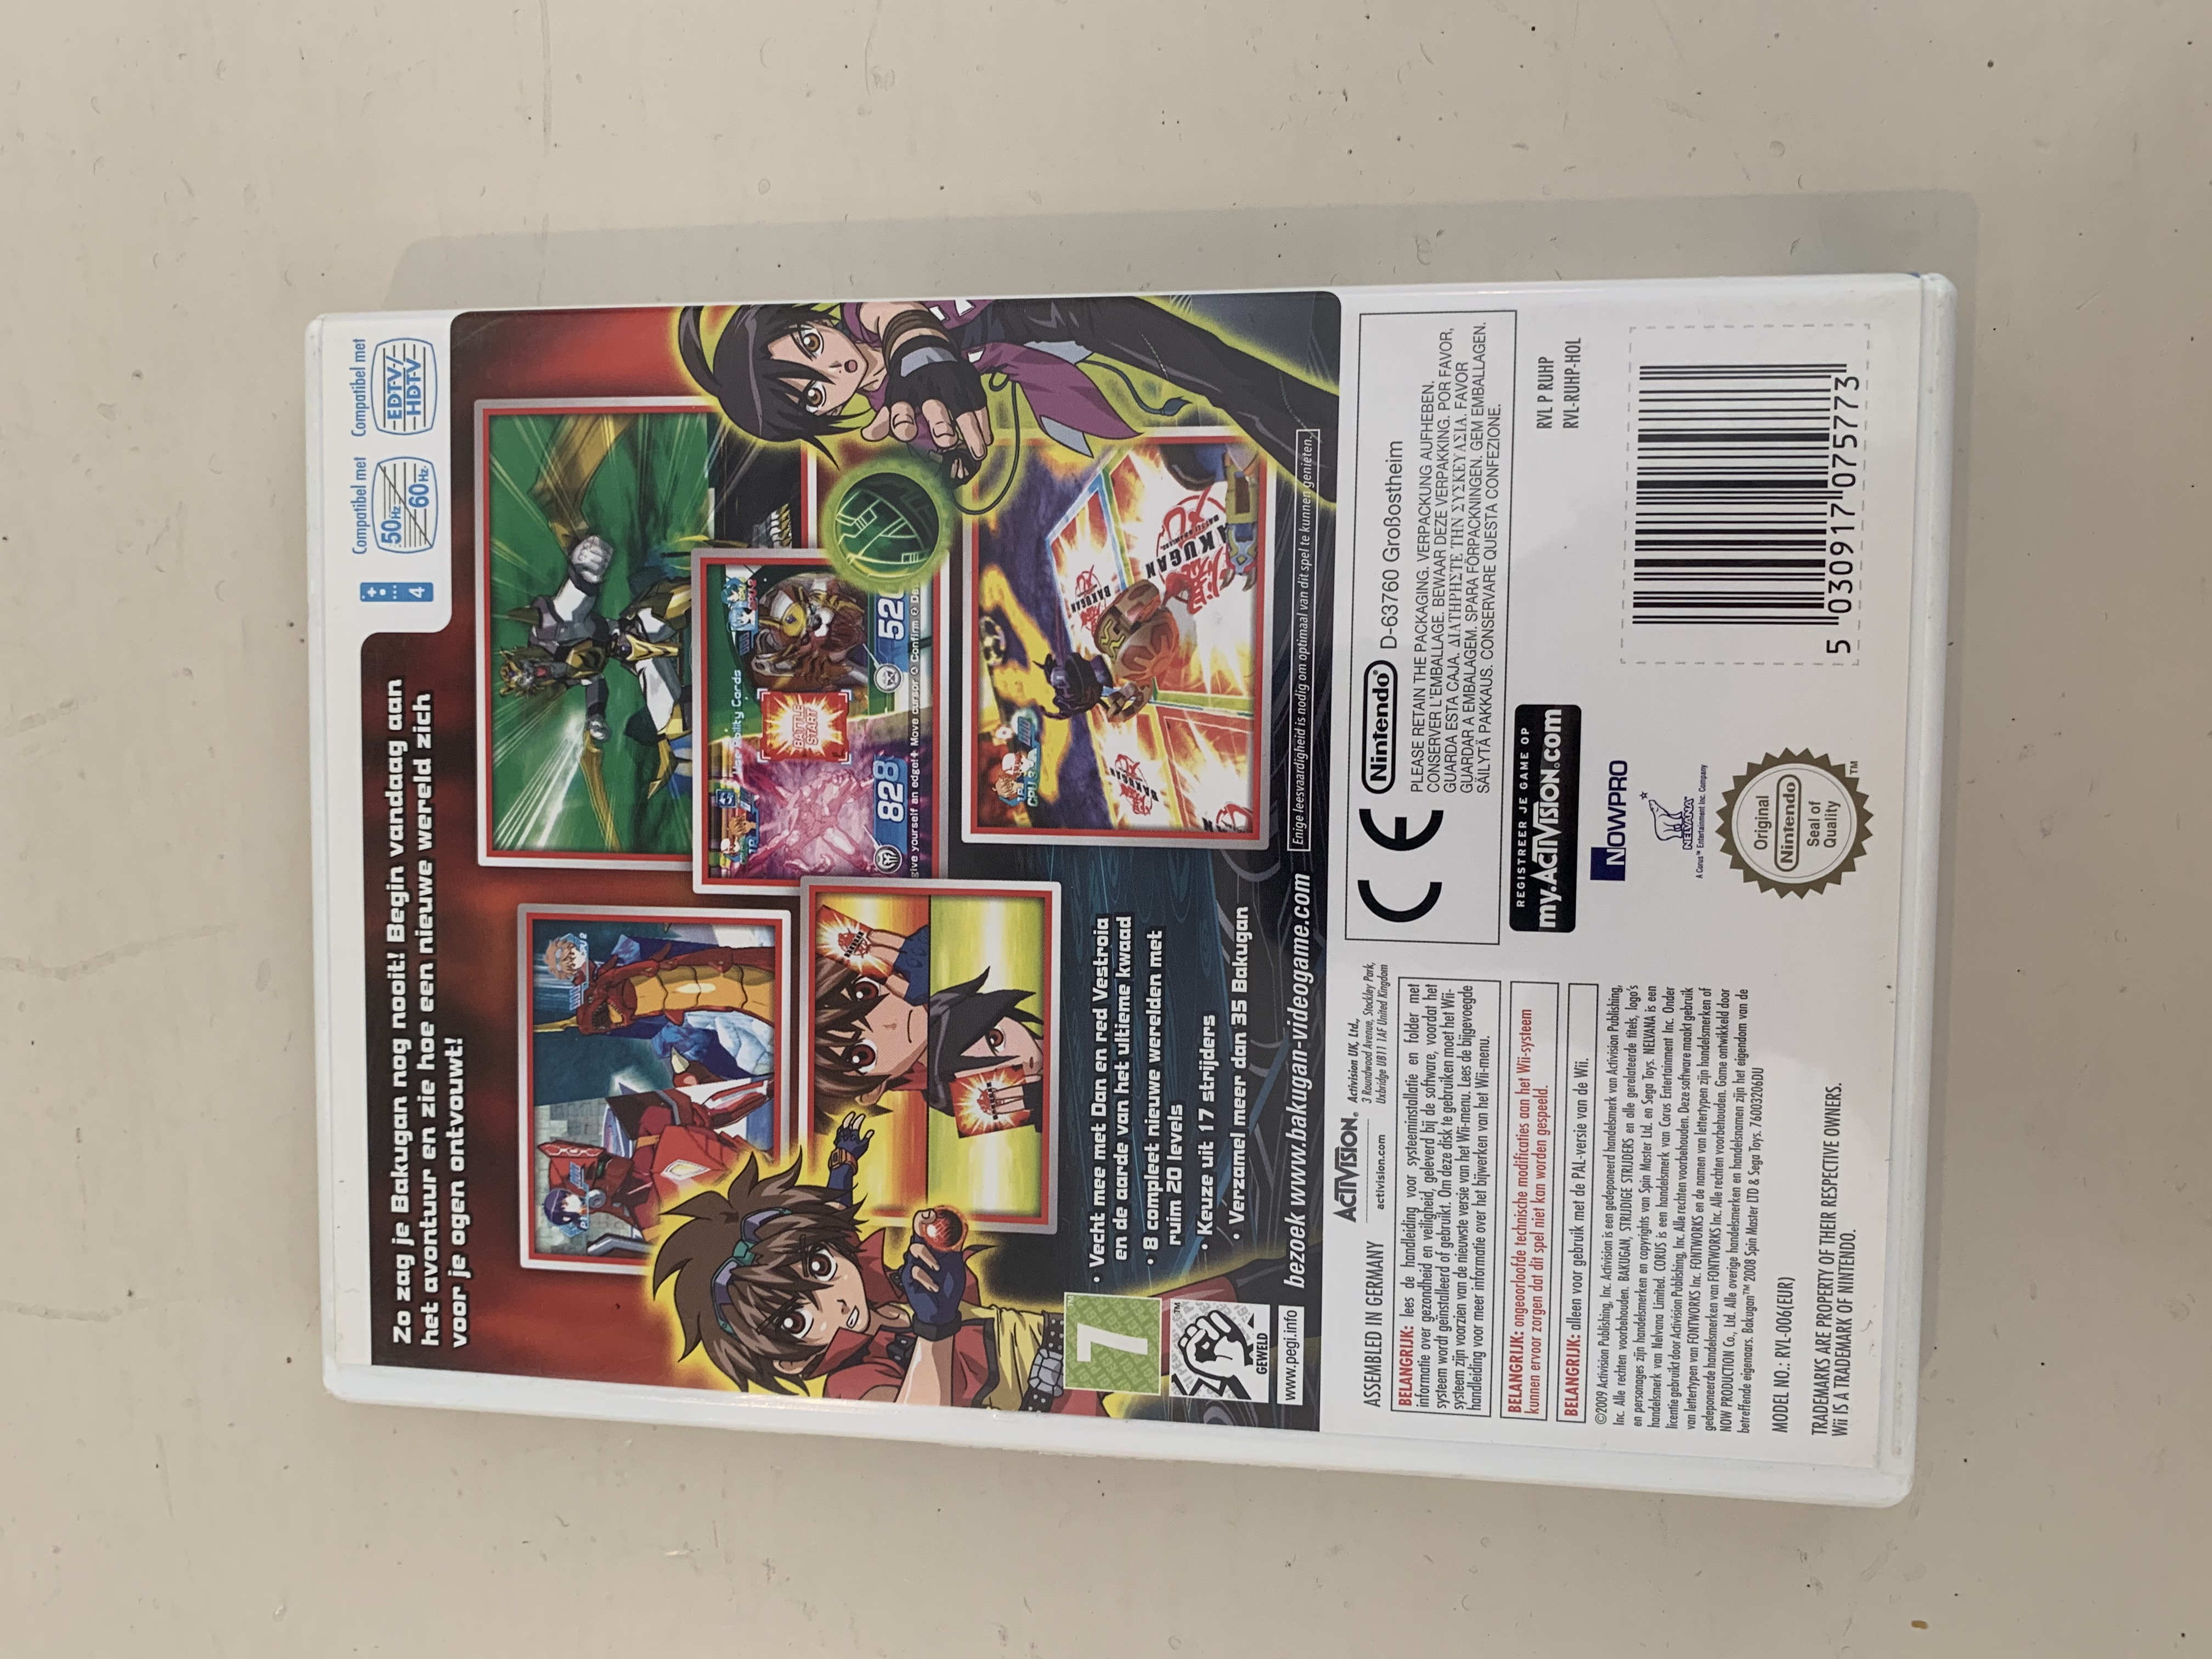 Compatibel met
Compatibel met
4
50Hz
60Hz
EDTV/
HDTV
Zo zag je Bakugan nog nooit! Begin vandaag aan
het avontuur en zie hoe een nieuwe wereld zich
voor je ogen ontvouwt!
Use Ability Cards
BATTLE
START
828
give yourself an edge! Move cursor A Confirm 2
BAKUGAN
BAKUGAN
1P
CPU 3
BAKUGAN
BAKUGAN
BAKUGAN
7
GEWELD
www.pegi.info
• Vecht mee met Dan en red Vestroia
en de aarde van het ultieme kwaad
• 8 compleet nieuwe werelden met
ruim 20 levels
• Keuze uit 17 strijders
• Verzamel meer dan 35 Bakugan
bezoek www.bakugan-videogame.com
Enige leesvaardigheid is nodig om optimaal van dit spel te kunnen genieten.
ASSEMBLED IN GERMANY
ACTIVISION.
activision.com
Activision UK, Ltd.,
3 Roundwood Avenue, Stockley Park,
Uxbridge UB11 1AF United Kingdom
BELANGRIJK: lees de handleiding voor systeeminstallatie en folder met
informatie over gezondheid en veiligheid, geleverd bij de software, voordat het
systeem wordt geïnstalleerd of gebruikt. Om deze disk te gebruiken moet het Wii-
systeem zijn voorzien van de nieuwste versie van het Wii-menu. Lees de bijgevoegde
handleiding voor meer informatie over het bijwerken van het Wii-menu.
BELANGRIJK: ongeoorloofde technische modificaties aan het Wii-systeem
kunnen ervoor zorgen dat dit spel niet kan worden gespeeld.
BELANGRIJK: alleen voor gebruik met de PAL-versie van de Wii.
©2009 Activision Publishing, Inc. Activision is een gedeponeerd handelsmerk van Activision Publishing,
Inc. Alle rechten voorbehouden. BAKUGAN, STRIJDIGE STRIJDERS en alle gerelateerde titels, logo's
en personages zijn handelsmerken en copyrights van Spin Master Ltd. en Sega Toys. NELVANA is een
handelsmerk van Nelvana Limited. CORUS is een handelsmerk van Corus Entertainment Inc. Onder
licentie gebruikt door Activision Publishing, Inc. Alle rechten voorbehouden. Deze software maakt gebruik
van lettertypen van FONTWORKS Inc. FONTWORKS en de namen van lettertypen zijn handelsmerken of
gedeponeerde handelsmerken van FONTWORKS Inc. Alle rechten voorbehouden. Game ontwikkeld door
NOW PRODUCTION Co., Ltd. Alle overige handelsmerken en handelsnamen zijn het eigendom van de
betreffende eigenaars. Bakugan™ 2008 Spin Master LTD & Sega Toys. 76003206DU
MODEL NO.: RVL-006(EUR)
TRADEMARKS ARE PROPERTY OF THEIR RESPECTIVE OWNERS.
Wii IS A TRADEMARK OF NINTENDO.
CE
Nintendo® D-63760 Großostheim
PLEASE RETAIN THE PACKAGING. VERPACKUNG AUFHEBEN.
CONSERVER L'EMBALLAGE. BEWAAR DEZE VERPAKKING. POR FAVOR,
GUARDA ESTA CAJA. ΔΙΑΤΗΡΗΣΤΕ ΤΗΝ ΣΥΣΚΕΥΑΣΙΑ. FAVOR
GUARDAR A EMBALAGEM. SPARA FÖRPACKNINGEN. GEM EMBALLAGEN.
SÄILYTÄ PAKKAUS. CONSERVARE QUESTA CONFEZIONE.
REGISTREER JE GAME OP
my.ACTIVISION.com
RVL P RUHP
RVL-RUHP-HOL
NOWPRO
NELVANA
A Corus™ Entertainment Inc. Company
Original
Nintendo
Seal of
Quality
TM
5 030917 075773